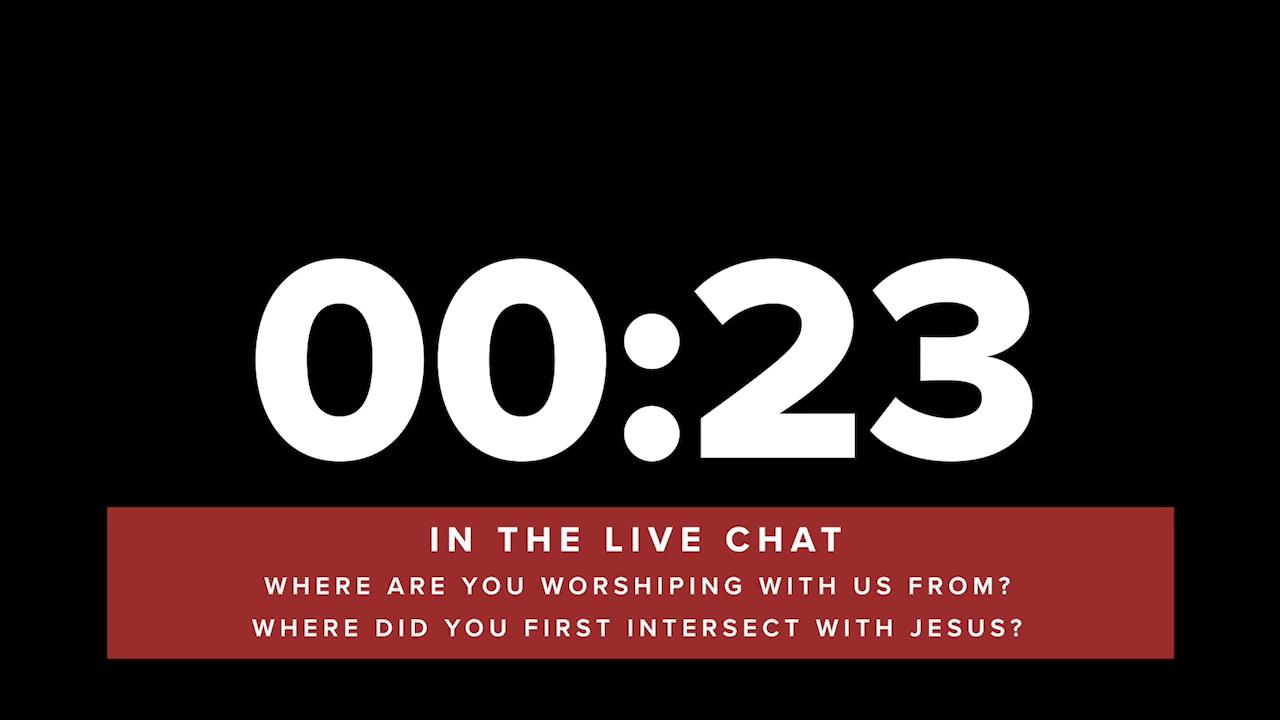 00:23
IN THE LIVE CHAT
WHERE ARE YOU WORSHIPING WITH US FROM?
WHERE DID YOU FIRST INTERSECT WITH JESUS?